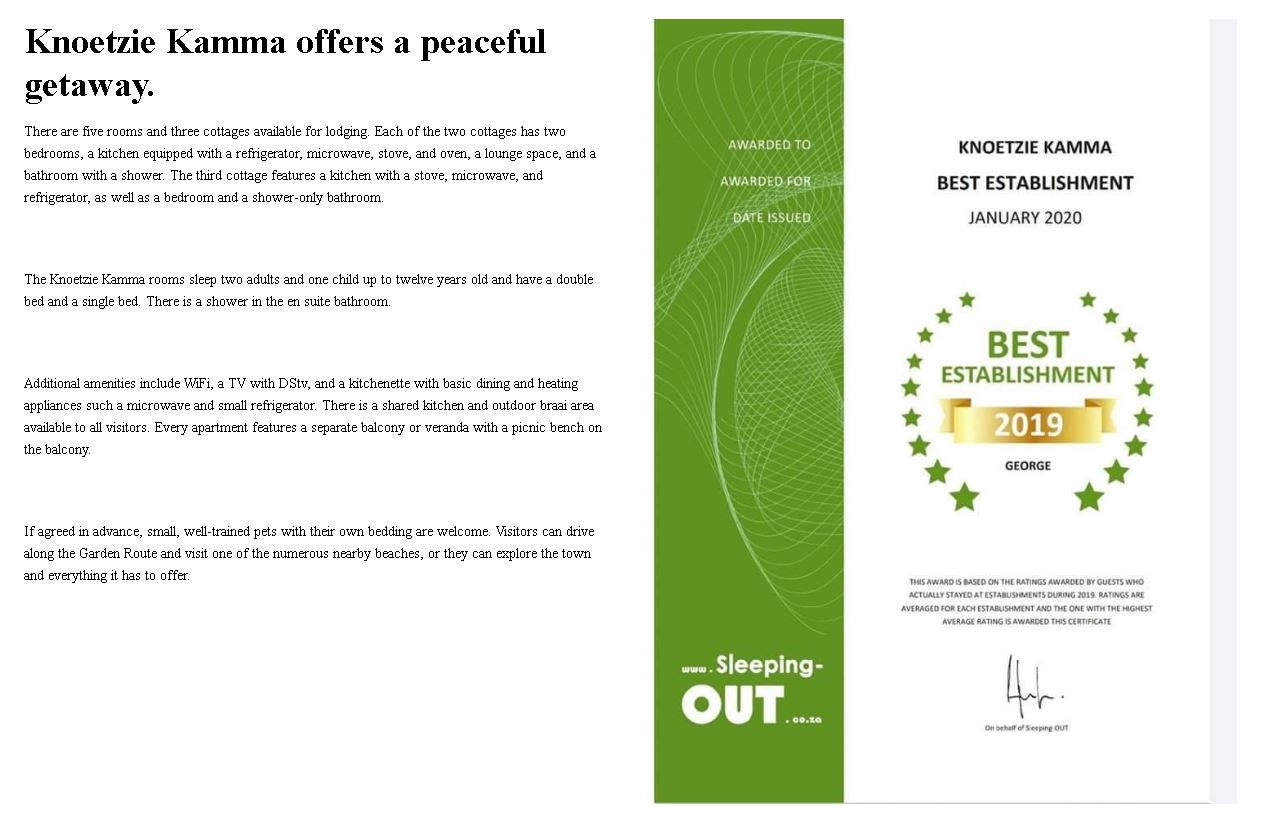 Knoetzie Kamma offers a peaceful
getaway.
There are five rooms and three cottages available for lodging. Each of the two cottages has two
bedrooms, a kitchen equipped with a refrigerator, microwave, stove, and oven, a lounge space, and a
bathroom with a shower. The third cottage features a kitchen with a stove, microwave, and
refrigerator, as well as a bedroom and a shower-only bathroom.
The Knoetzie Kamma rooms sleep two adults and one child up to twelve years old and have a double
bed and a single bed. There is a shower in the en suite bathroom.
Additional amenities include WiFi, a TV with DStv, and a kitchenette with basic dining and heating
appliances such a microwave and small refrigerator. There is a shared kitchen and outdoor braai area
available to all visitors. Every apartment features a separate balcony or veranda with a picnic bench on
the balcony.
If agreed in advance, small, well-trained pets with their own bedding are welcome. Visitors can drive
along the Garden Route and visit one of the numerous nearby beaches, or they can explore the town
and everything it has to offer.
AWARDED TO KNOETZIE KAMMA
AWARDED FOR BEST ESTABLISHMENT
DATE ISSUED JANUARY 2020
BEST
ESTABLISHMENT
2019
GEORGE
THIS AWARD IS BASED ON THE RATINGS AWARDED BY GUESTS WHO
ACTUALLY STAYED AT ESTABLISHMENTS DURING 2019. RATINGS ARE
AVERAGED FOR EACH ESTABLISHMENT AND THE ONE WITH THE HIGHEST
AVERAGE RATING IS AWARDED THIS CERTIFICATE
www.Sleeping-
OUT.co.za
On behalf of Sleeping OUT